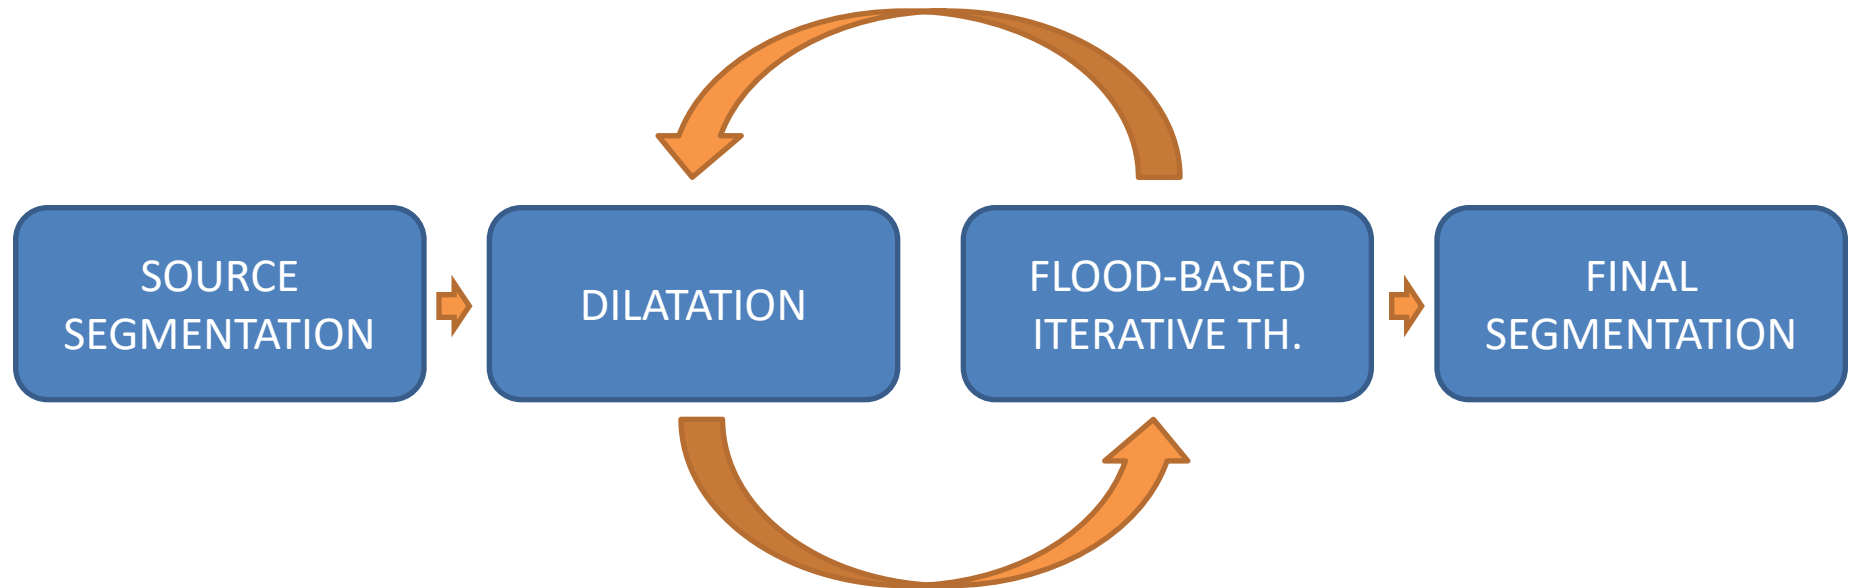 SOURCE
SEGMENTATION
DILATATION
FLOOD-BASED
ITERATIVE TH.
FINAL
SEGMENTATION